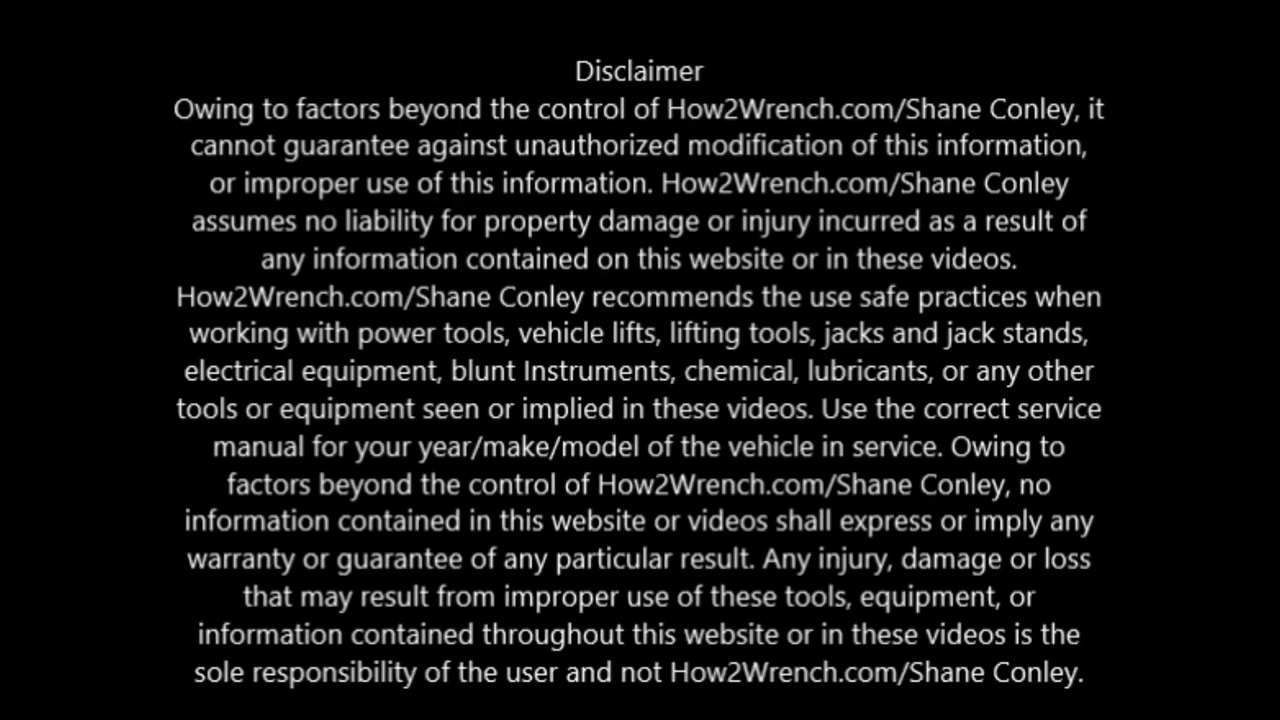 Disclaimer
Owing to factors beyond the control of How2Wrench.com/Shane Conley, it
cannot guarantee against unauthorized modification of this information,
or improper use of this information. How2Wrench.com/Shane Conley
assumes no liability for property damage or injury incurred as a result of
any information contained on this website or in these videos.
How2Wrench.com/Shane Conley recommends the use safe practices when
working with power tools, vehicle lifts, lifting tools, jacks and jack stands,
electrical equipment, blunt Instruments, chemical, lubricants, or any other
tools or equipment seen or implied in these videos. Use the correct service
manual for your year/make/model of the vehicle in service. Owing to
factors beyond the control of How2Wrench.com/Shane Conley, no
information contained in this website or videos shall express or imply any
warranty or guarantee of any particular result. Any injury, damage or loss
that may result from improper use of these tools, equipment, or
information contained throughout this website or in these videos is the
sole responsibility of the user and not How2Wrench.com/Shane Conley.